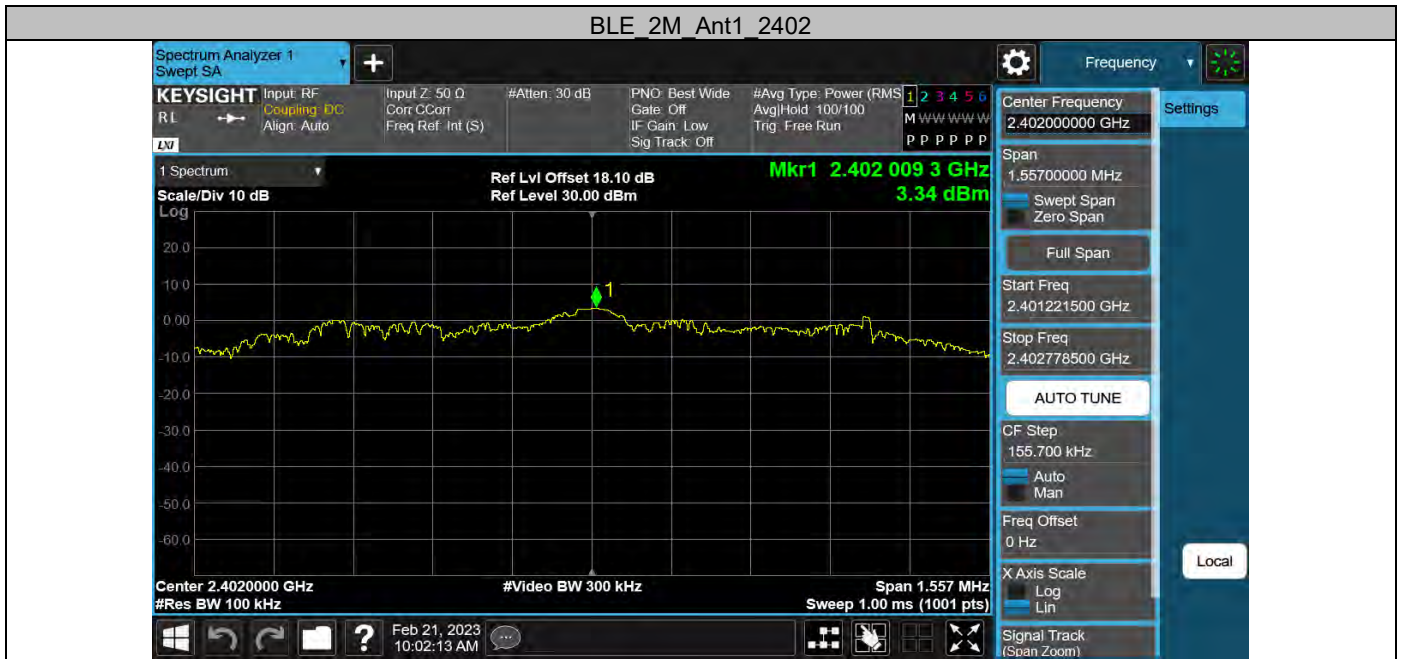 BLE_2M_Ant1_2402
Spectrum Analyzer 1
Swept SA
Frequency
KEYSIGHT
RL
LXI
Input: RF
Coupling: DC
Align: Auto
Input Z: 50 Ω
Corr CCorr
Freq Ref: Int (S)
#Atten: 30 dB
PNO: Best Wide
Gate: Off
IF Gain: Low
Sig Track: Off
#Avg Type: Power (RMS
Avg|Hold: 100/100
Trig: Free Run
1 2 3 4 5 6
M W W W W W
P P P P P P
1 Spectrum
Scale/Div 10 dB
Log
Ref Lvl Offset 18.10 dB
Ref Level 30.00 dBm
Mkr1 2.402 009 3 GHz
3.34 dBm
20.0
10.0
0.00
-10.0
-20.0
-30.0
-40.0
-50.0
-60.0
1
Center 2.4020000 GHz
#Res BW 100 kHz
#Video BW 300 kHz
Span 1.557 MHz
Sweep 1.00 ms (1001 pts)
Center Frequency
2.402000000 GHz
Settings
Span
1.55700000 MHz
Swept Span
Zero Span
Full Span
Start Freq
2.401221500 GHz
Stop Freq
2.402778500 GHz
AUTO TUNE
CF Step
155.700 kHz
Auto
Man
Freq Offset
0 Hz
X Axis Scale
Log
Lin
Local
Signal Track
(Span Zoom)
?
Feb 21, 2023
10:02:13 AM